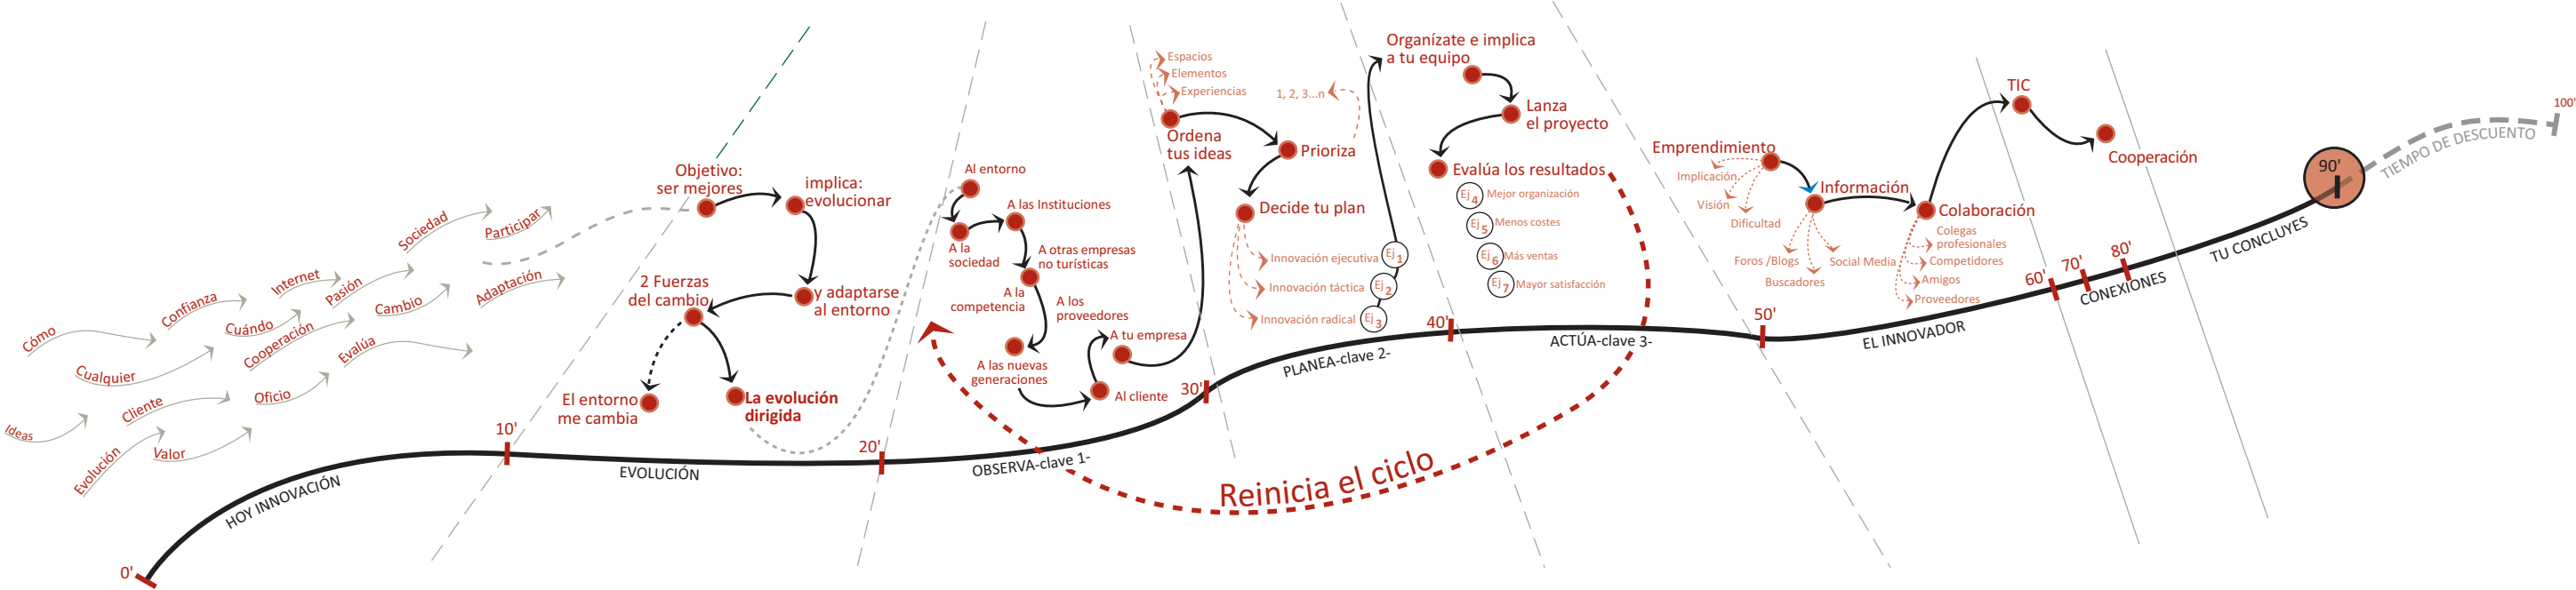 Cómo
Confianza
Internet
Sociedad
Participar
Cuándo
Pasión
Cambio
Adaptación
Cualquier
Cooperación
Evalúa
Ideas
Cliente
Oficio
Evolución
Valor
0'
HOY INNOVACIÓN
10'
Objetivo:
ser mejores
implica:
evolucionar
y adaptarse
al entorno
2 Fuerzas
del cambio
El entorno
me cambia
La evolución
dirigida
EVOLUCIÓN
20'
Al entorno
A la
sociedad
A las Instituciones
A otras empresas
no turísticas
A la
competencia
A los
proveedores
A las nuevas
generaciones
Al cliente
A tu empresa
OBSERVA-clave 1-
30'
Espacios
Elementos
Experiencias
Ordena
tus ideas
1, 2, 3...n
Prioriza
Decide tu plan
Innovación ejecutiva
Ej 1
Innovación táctica
Ej 2
Innovación radical
Ej 3
PLANEA-clave 2-
40'
Organízate e implica
a tu equipo
Lanza
el proyecto
Evalúa los resultados
Ej 4 Mejor organización
Ej 5 Menos costes
Ej 6 Más ventas
Ej 7 Mayor satisfacción
ACTÚA-clave 3-
Reinicia el ciclo
50'
Emprendimiento
Implicación
Visión
Dificultad
Información
Foros /Blogs
Buscadores
Social Media
Colaboración
Colegas
profesionales
Competidores
Amigos
Proveedores
EL INNOVADOR
60'
TIC
70'
Cooperación
80'
CONEXIONES
TU CONCLUYES
90'
TIEMPO DE DESCUENTO
100'